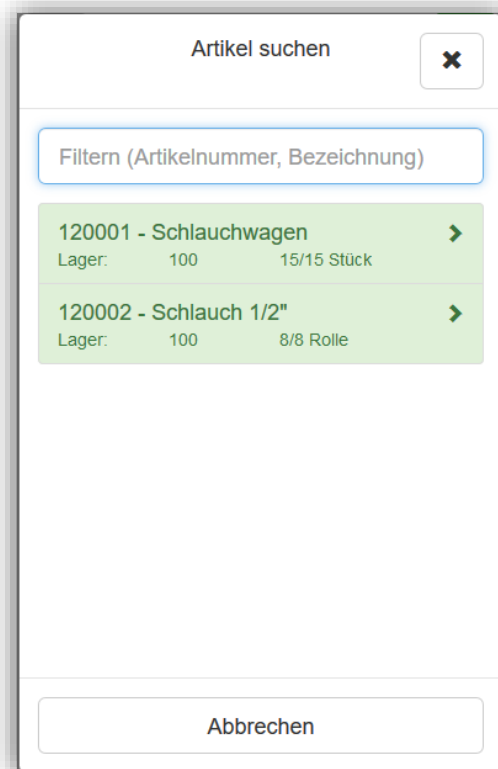 Artikel suchen
Filtern (Artikelnummer, Bezeichnung)
120001 - Schlauchwagen
Lager: 100 15/15 Stück
120002 - Schlauch 1/2"
Lager: 100 8/8 Rolle
Abbrechen